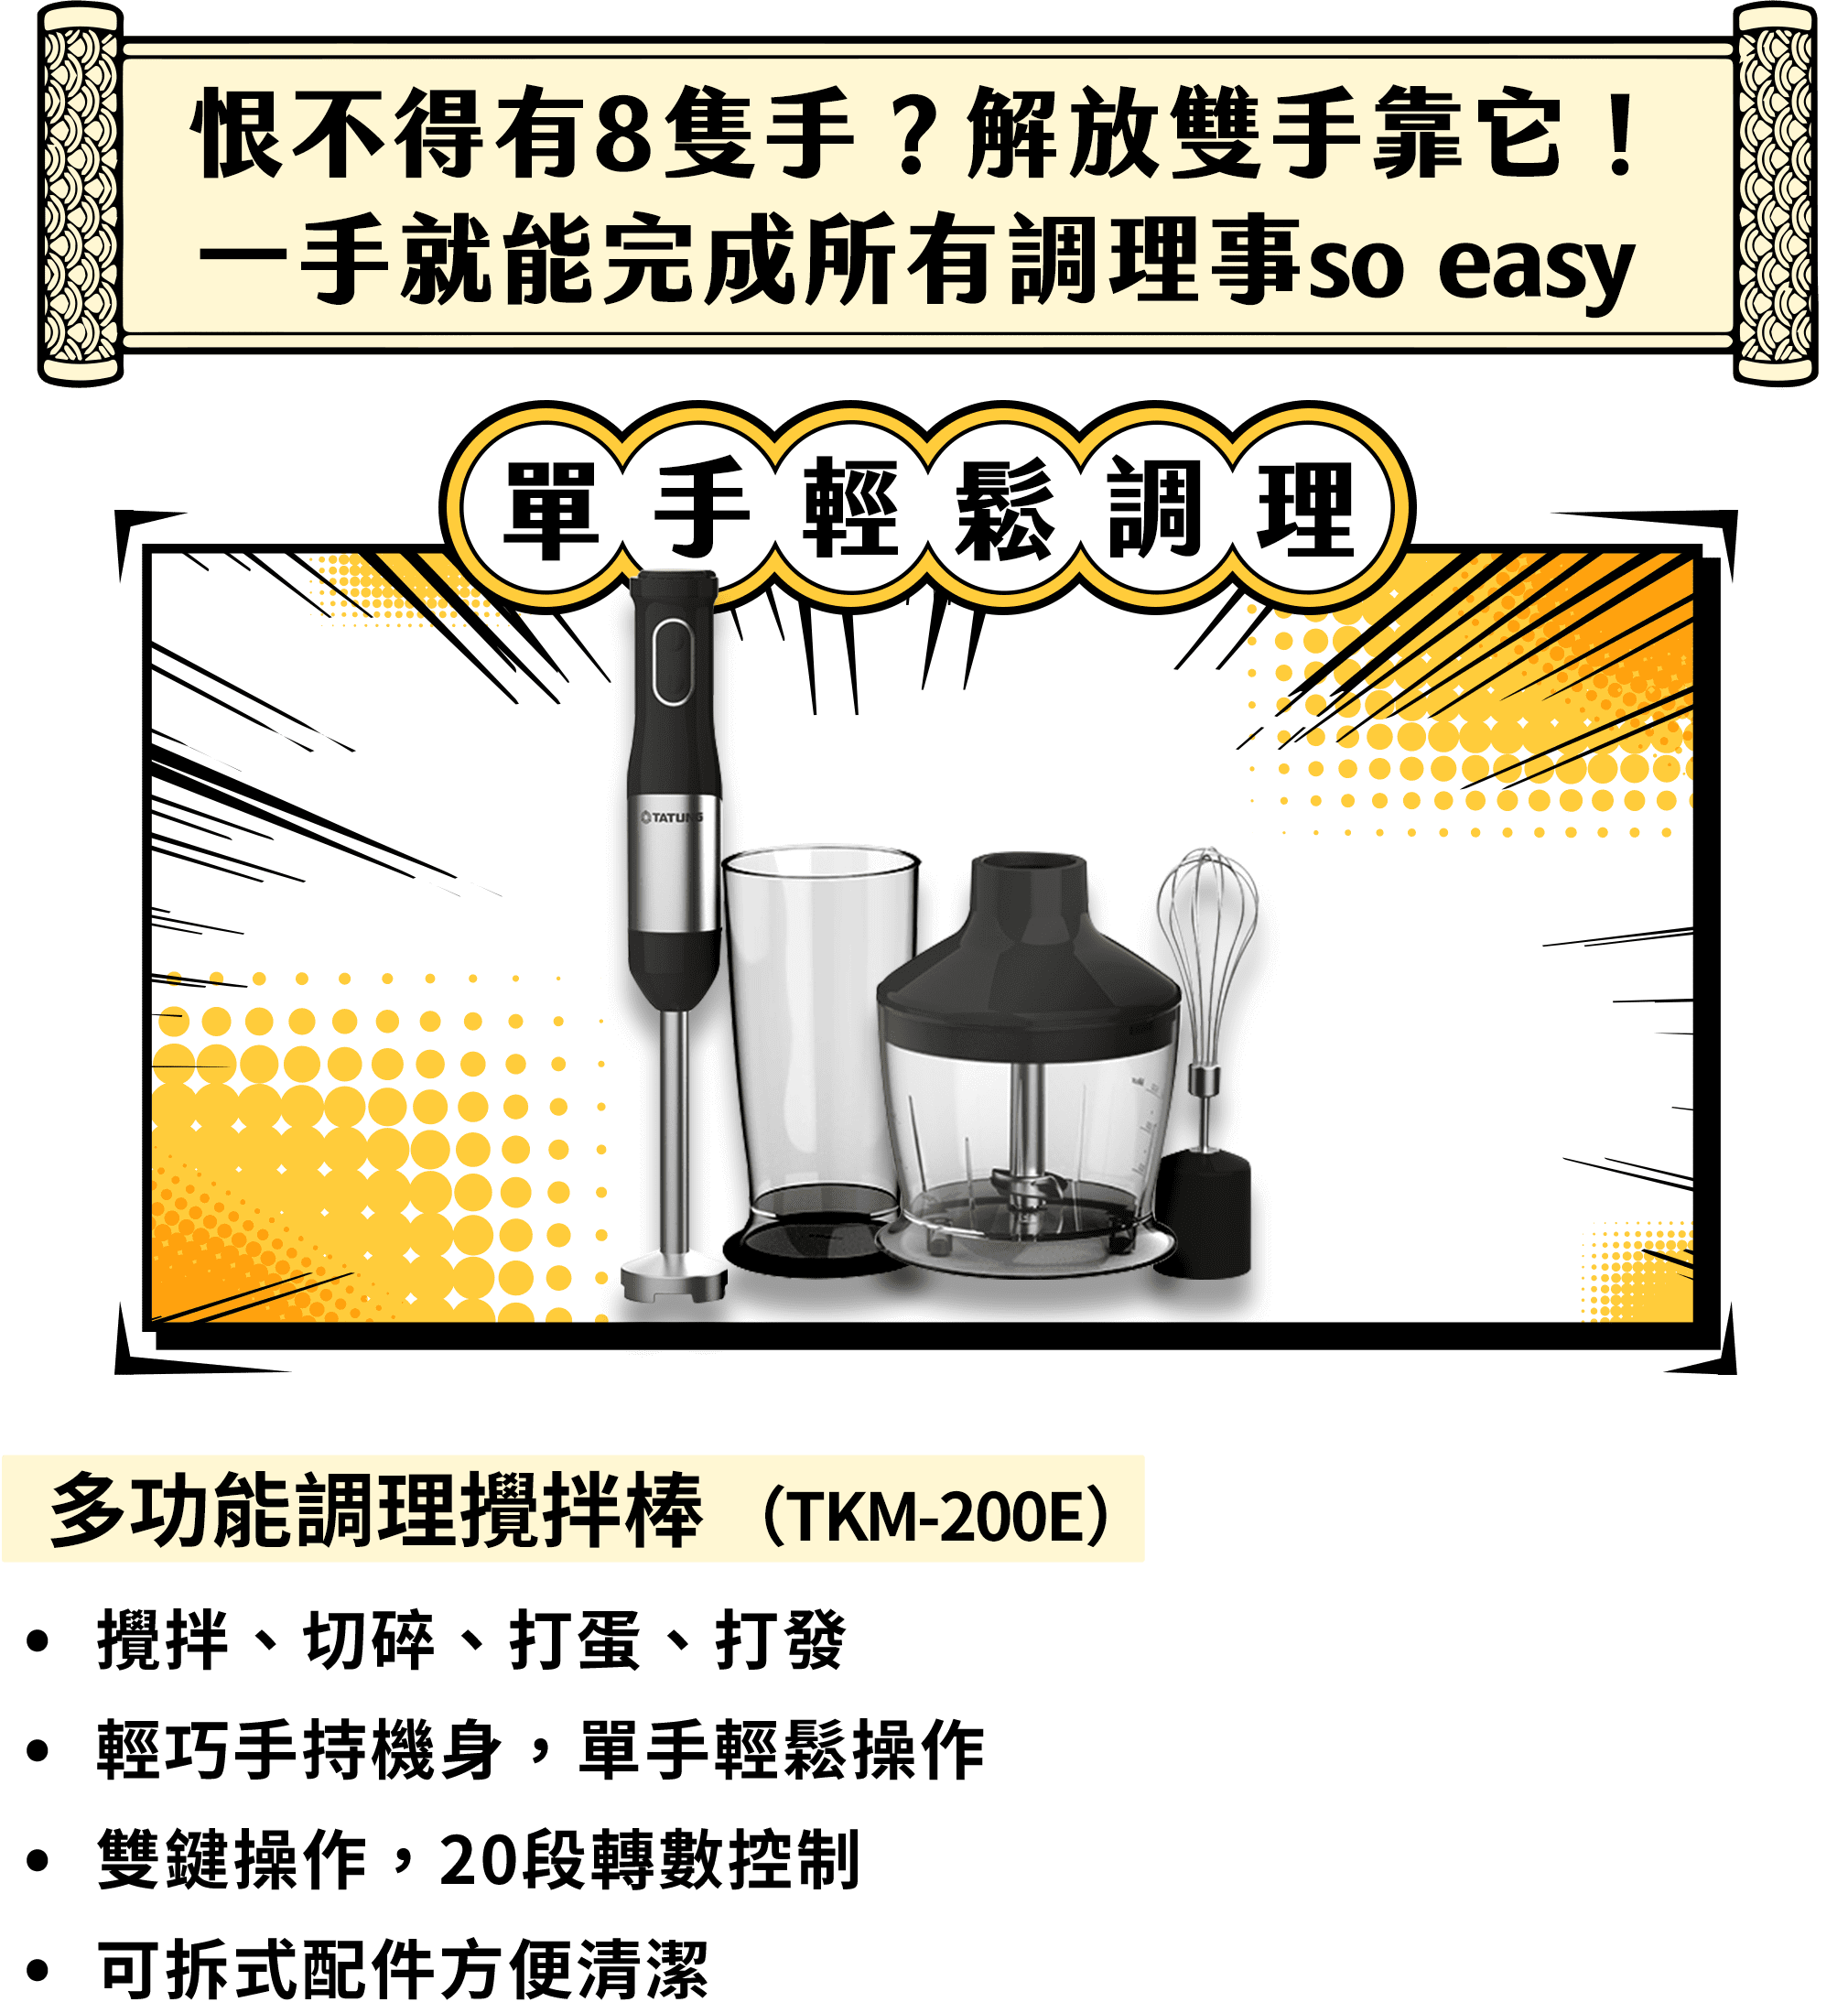 恨不得有8隻手？解放雙手靠它！
一手就能完成所有調理事so easy
單手輕鬆調理
TATUNG
多功能調理攪拌棒（TKM-200E）
• 攪拌、切碎、打蛋、打發
• 輕巧手持機身，單手輕鬆操作
• 雙鍵操作，20段轉數控制
• 可拆式配件方便清潔